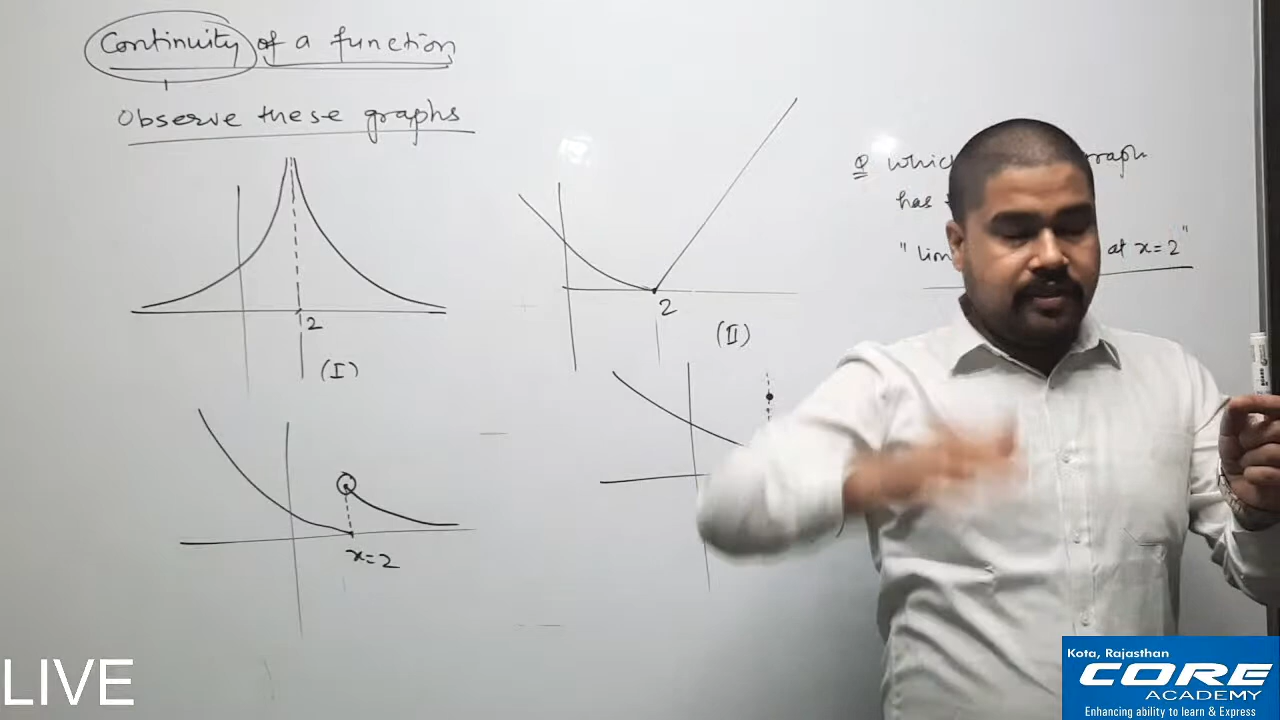 Continuity of a function
Observe these graphs
2
(I)
2
(II)
x=2
Q which graph
has
" at x=2"
LIVE
Kota, Rajasthan
CORE
ACADEMY
Enhancing ability to learn & Express